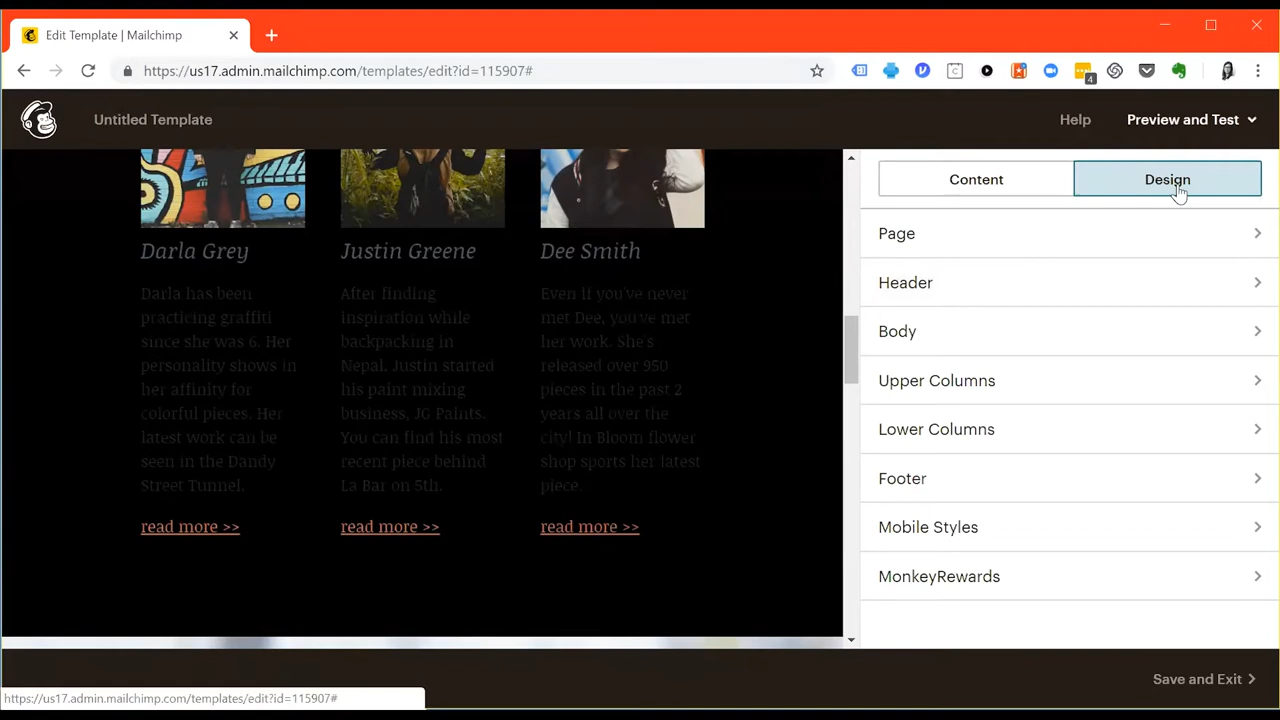 Edit Template | Mailchimp
https://us17.admin.mailchimp.com/templates/edit?id=115907#
4
Untitled Template
Help
Preview and Test
Content
Design
Page
Header
Body
Upper Columns
Lower Columns
Footer
Mobile Styles
MonkeyRewards
Darla Grey
Darla has been
practicing graffiti
since she was 6. Her
personality shows in
her affinity for
colorful pieces. Her
latest work can be
seen in the Dandy
Street Tunnel.
read more >>
Justin Greene
After finding
inspiration while
backpacking in
Nepal, Justin started
his paint mixing
business, JG Paints.
You can find his most
recent piece behind
La Bar on 5th.
read more >>
Dee Smith
Even if you've never
met Dee, you've met
her work. She's
released over 950
pieces in the past 2
years all over the
city! In Bloom flower
shop sports her latest
piece.
read more >>
Save and Exit
https://us17.admin.mailchimp.com/templates/edit?id=115907#